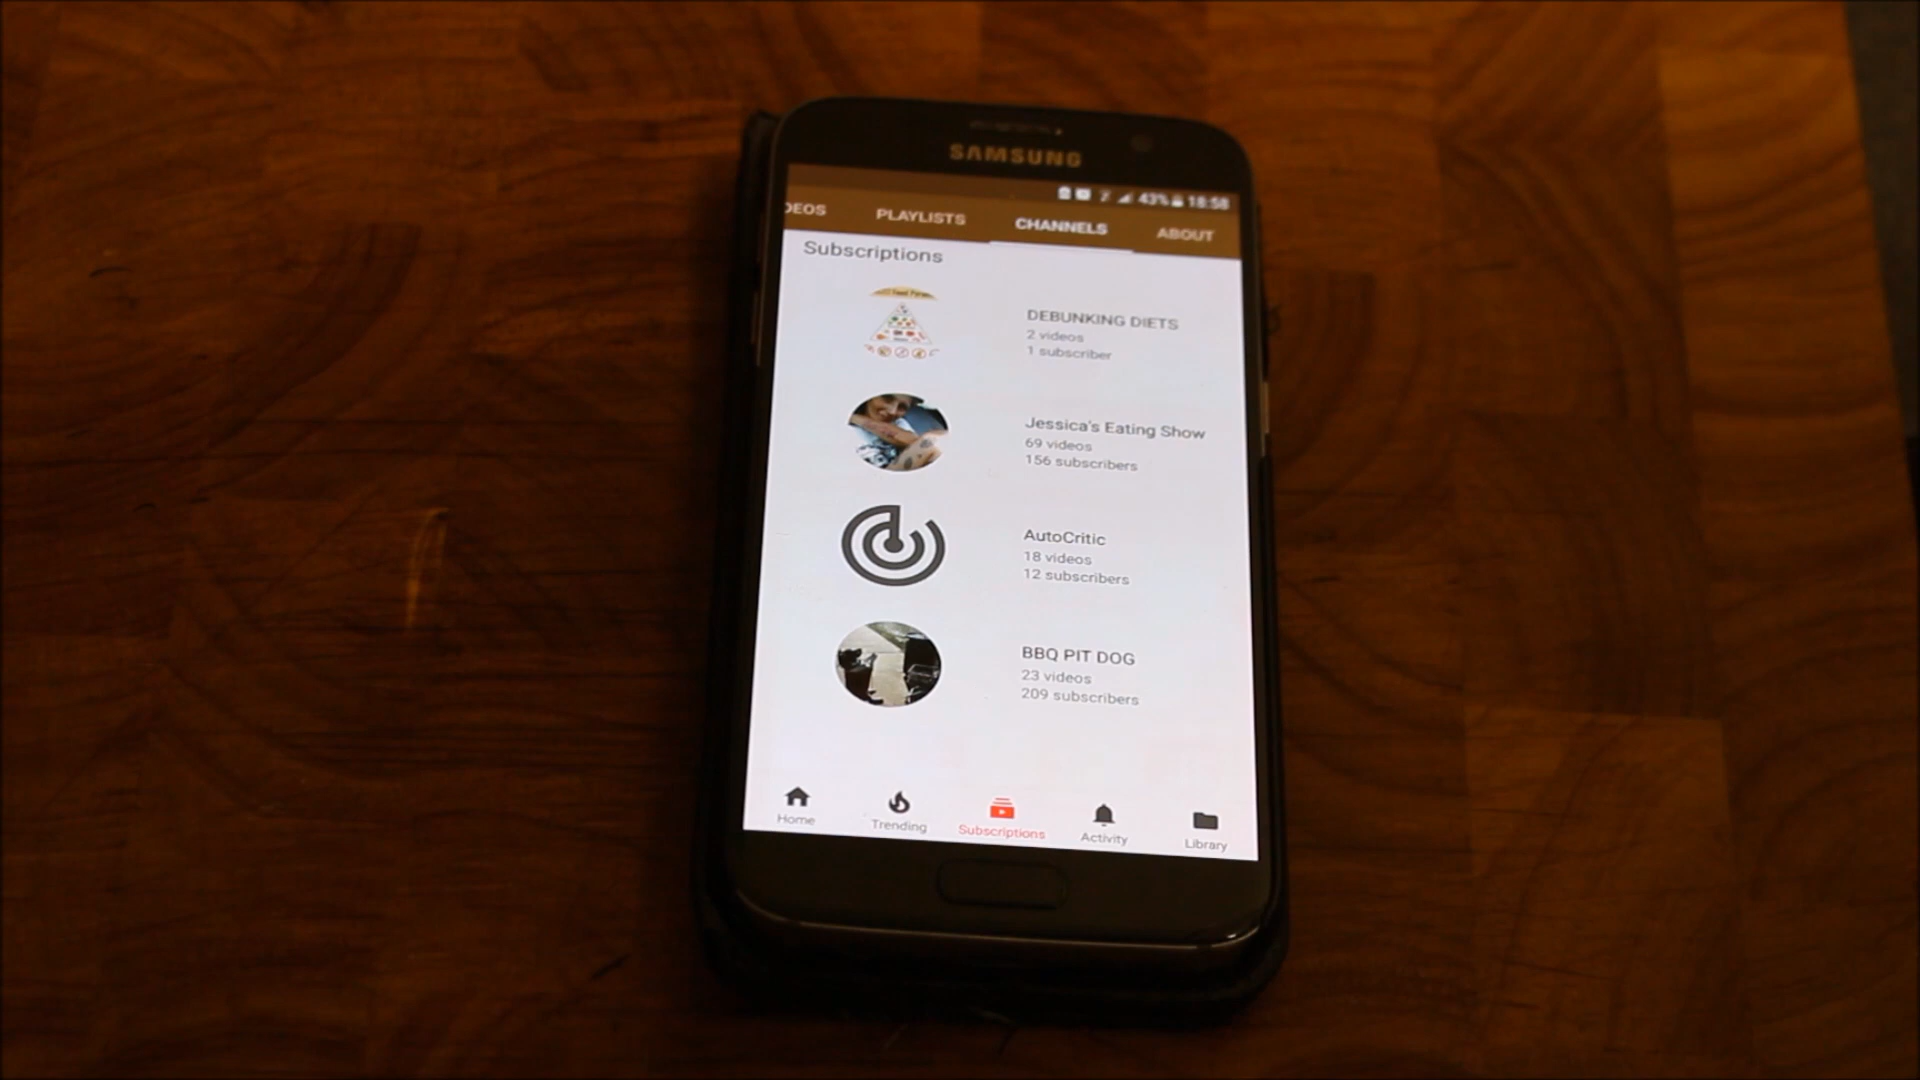 SAMSUNG
43% 18:58
DEOS PLAYLISTS CHANNELS ABOUT
Subscriptions
DEBUNKING DIETS
2 videos
1 subscriber
Jessica's Eating Show
69 videos
156 subscribers
AutoCritic
18 videos
12 subscribers
BBQ PIT DOG
23 videos
209 subscribers
Home Trending Subscriptions Activity Library